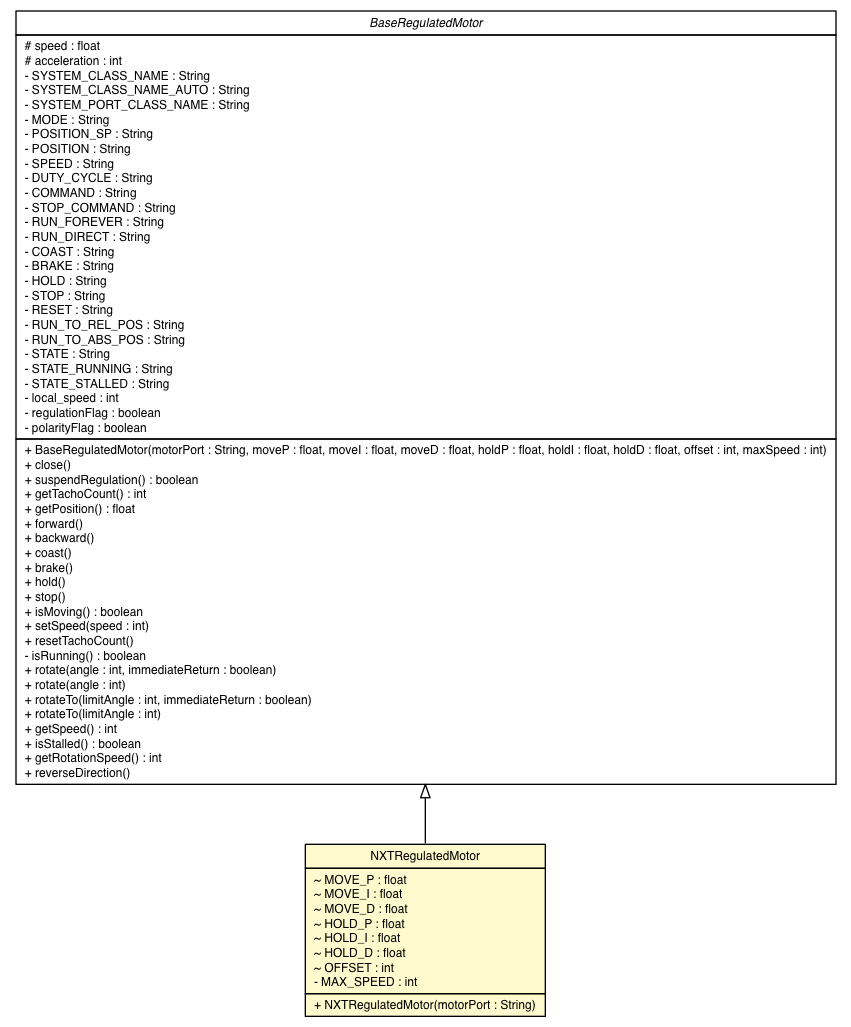 BaseRegulatedMotor
# speed : float
# acceleration : int
- SYSTEM_CLASS_NAME : String
- SYSTEM_CLASS_NAME_AUTO : String
- SYSTEM_PORT_CLASS_NAME : String
- MODE : String
- POSITION_SP : String
- POSITION : String
- SPEED : String
- DUTY_CYCLE : String
- COMMAND : String
- STOP_COMMAND : String
- RUN_FOREVER : String
- RUN_DIRECT : String
- COAST : String
- BRAKE : String
- HOLD : String
- STOP : String
- RESET : String
- RUN_TO_REL_POS : String
- RUN_TO_ABS_POS : String
- STATE : String
- STATE_RUNNING : String
- STATE_STALLED : String
- local_speed : int
- regulationFlag : boolean
- polarityFlag : boolean
+ BaseRegulatedMotor(motorPort : String, moveP : float, moveI : float, moveD : float, holdP : float, holdI : float, holdD : float, offset : int, maxSpeed : int)
+ close()
+ suspendRegulation() : boolean
+ getTachoCount() : int
+ getPosition() : float
+ forward()
+ backward()
+ coast()
+ brake()
+ hold()
+ stop()
+ isMoving() : boolean
+ setSpeed(speed : int)
+ resetTachoCount()
- isRunning() : boolean
+ rotate(angle : int, immediateReturn : boolean)
+ rotate(angle : int)
+ rotateTo(limitAngle : int, immediateReturn : boolean)
+ rotateTo(limitAngle : int)
+ getSpeed() : int
+ isStalled() : boolean
+ getRotationSpeed() : int
+ reverseDirection()
NXTRegulatedMotor
~ MOVE_P : float
~ MOVE_I : float
~ MOVE_D : float
~ HOLD_P : float
~ HOLD_I : float
~ HOLD_D : float
~ OFFSET : int
- MAX_SPEED : int
+ NXTRegulatedMotor(motorPort : String)